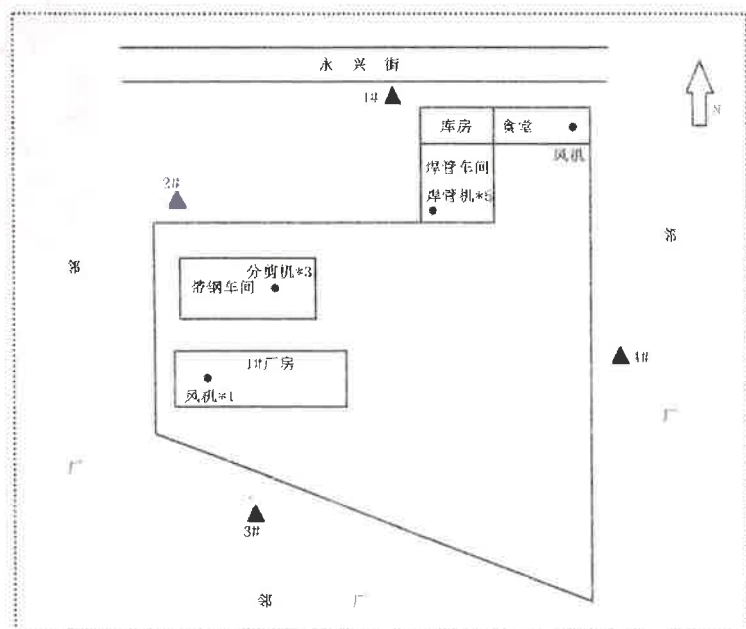 永兴街
1#
N
库房 食堂
风机
焊管车间
焊管机*5
2#
邻
邻
分剪机*3
带钢车间
1#厂房
4#
风机*1
厂
厂
3#
邻 厂